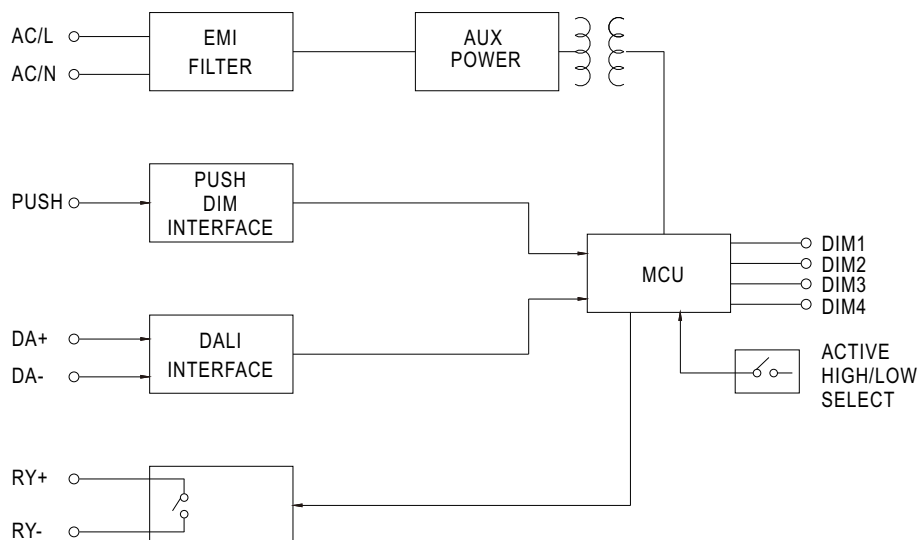 AC/L
AC/N
EMI
FILTER
AUX
POWER
PUSH
PUSH
DIM
INTERFACE
MCU
DIM1
DIM2
DIM3
DIM4
DA+
DA-
DALI
INTERFACE
ACTIVE
HIGH/LOW
SELECT
RY+
RY-